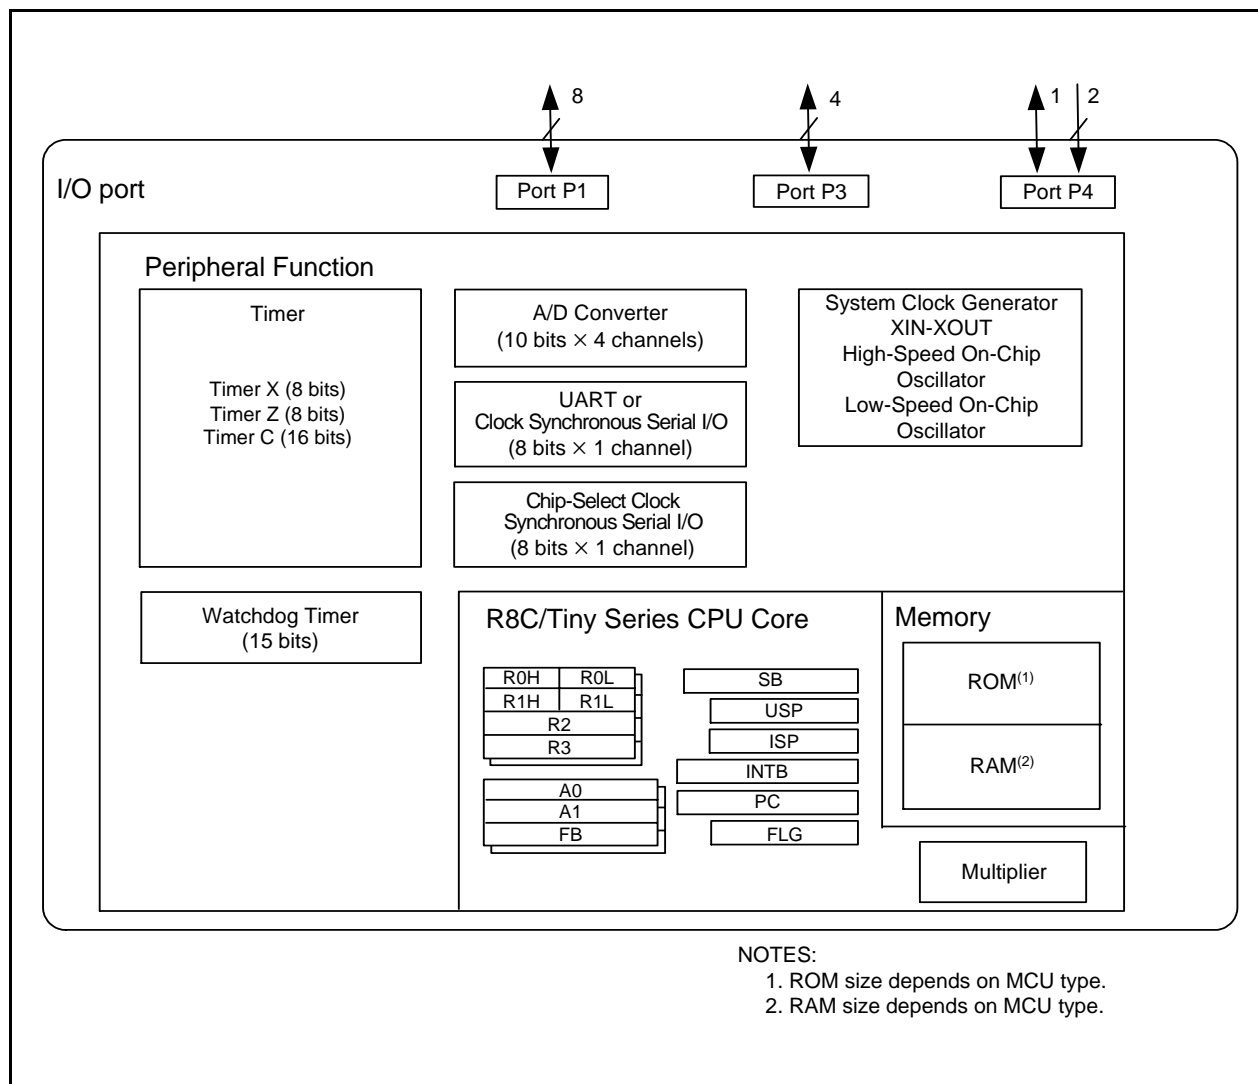 8
4
1
2
I/O port
Port P1
Port P3
Port P4
Peripheral Function
Timer
Timer X (8 bits)
Timer Z (8 bits)
Timer C (16 bits)
A/D Converter
(10 bits × 4 channels)
UART or
Clock Synchronous Serial I/O
(8 bits × 1 channel)
Chip-Select Clock
Synchronous Serial I/O
(8 bits × 1 channel)
System Clock Generator
XIN-XOUT
High-Speed On-Chip
Oscillator
Low-Speed On-Chip
Oscillator
Watchdog Timer
(15 bits)
R8C/Tiny Series CPU Core
R0H
R0L
R1H
R1L
R2
R3
A0
A1
FB
SB
USP
ISP
INTB
PC
FLG
Memory
ROM(1)
RAM(2)
Multiplier
NOTES:
1. ROM size depends on MCU type.
2. RAM size depends on MCU type.